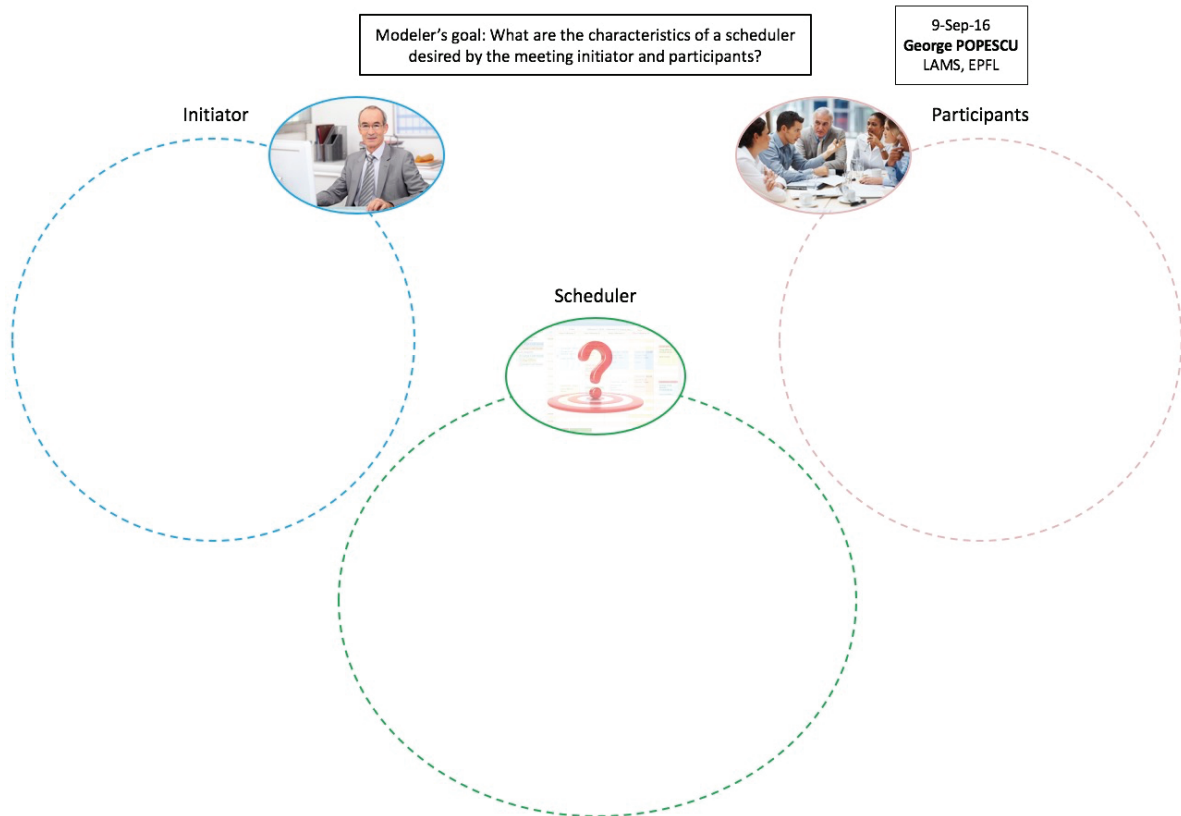 Modeler's goal: What are the characteristics of a scheduler
desired by the meeting initiator and participants?
9-Sep-16
George POPESCU
LAMS, EPFL
Initiator
Participants
Scheduler